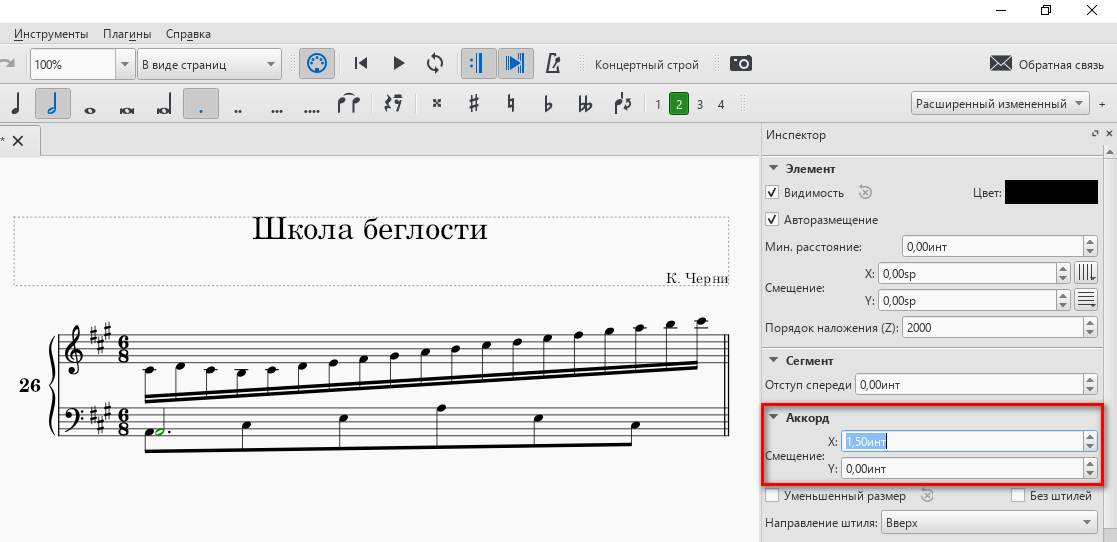 Инструменты Плагины Справка
100% В виде страниц Концертный строй Обратная связь
1 2 3 4 Расширенный измененный +
* Инспектор
Элемент
Видимость Цвет:
Авторазмещение
Мин. расстояние: 0,00инт
X: 0,00sp
Смещение:
Y: 0,00sp
Порядок наложения (Z): 2000
Сегмент
Отступ спереди 0,00инт
Аккорд
X: 1,50инт
Смещение:
Y: 0,00инт
Уменьшенный размер Без штилей
Направление штиля: Вверх
Школа беглости
К. Черни
26
6
8
6
8